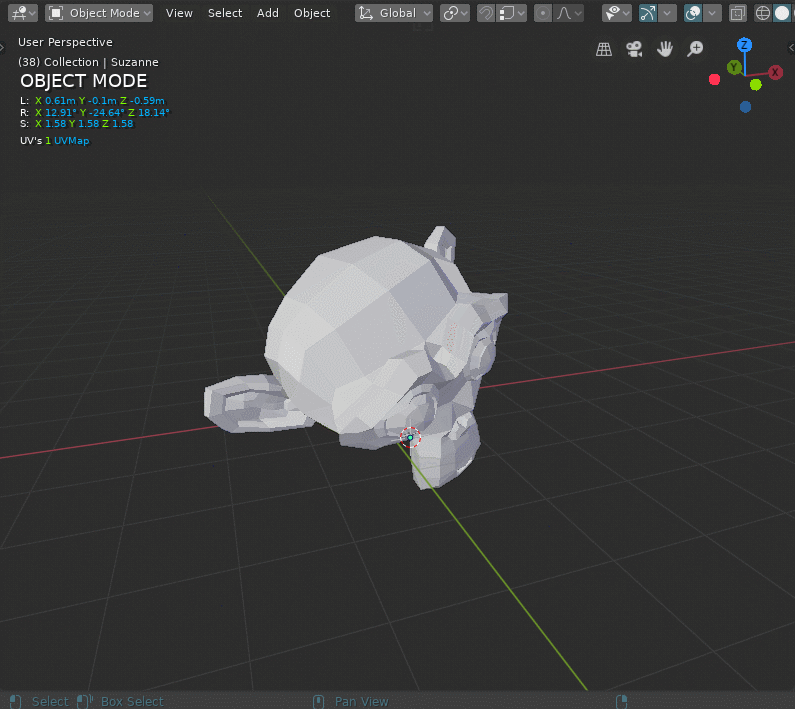 Object Mode View Select Add Object Global
User Perspective
(38) Collection | Suzanne
OBJECT MODE
L: X 0.61m Y -0.1m Z -0.59m
R: X 12.91° Y -24.64° Z 18.14°
S: X 1.58 Y 1.58 Z 1.58
UV's 1 UVMap
Z
Y
X
Select Box Select Pan View